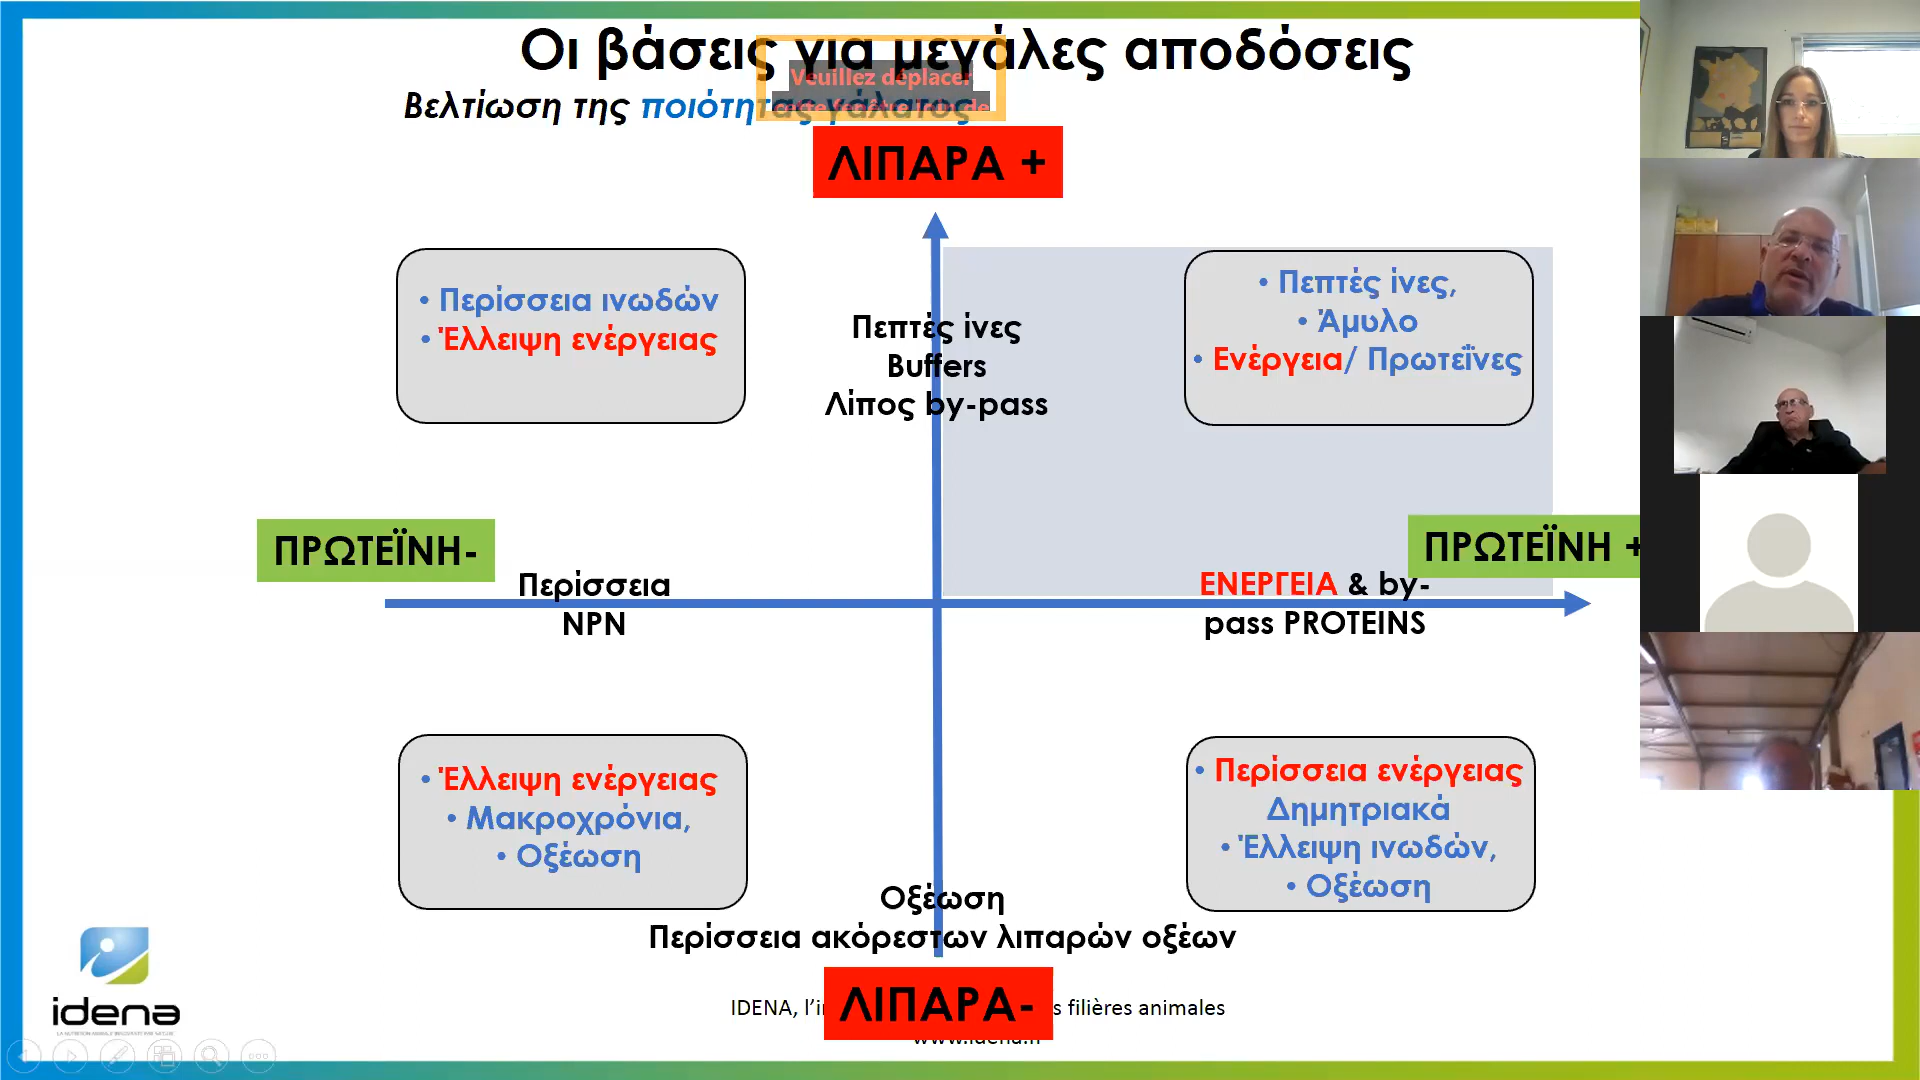 Οι βάσεις για μεγάλες αποδόσεις
Βελτίωση της ποιότητας γάλατος
Veuillez déplacer
ΛΙΠΑΡΑ +
• Περίσσεια ινωδών
• Έλλειψη ενέργειας
Πεπτές ίνες
Buffers
Λίπος by-pass
• Πεπτές ίνες,
• Άμυλο
• Ενέργεια/ Πρωτεΐνες
ΠΡΩΤΕΪΝΗ-
ΠΡΩΤΕΪΝΗ +
Περίσσεια
NPN
ΕΝΕΡΓΕΙΑ & by-
pass PROTEINS
• Έλλειψη ενέργειας
• Μακροχρόνια,
• Οξέωση
• Περίσσεια ενέργειας
Δημητριακά
• Έλλειψη ινωδών,
• Οξέωση
Οξέωση
Περίσσεια ακόρεστων λιπαρών οξέων
ΛΙΠΑΡΑ-
idena
IDENA, filières animales